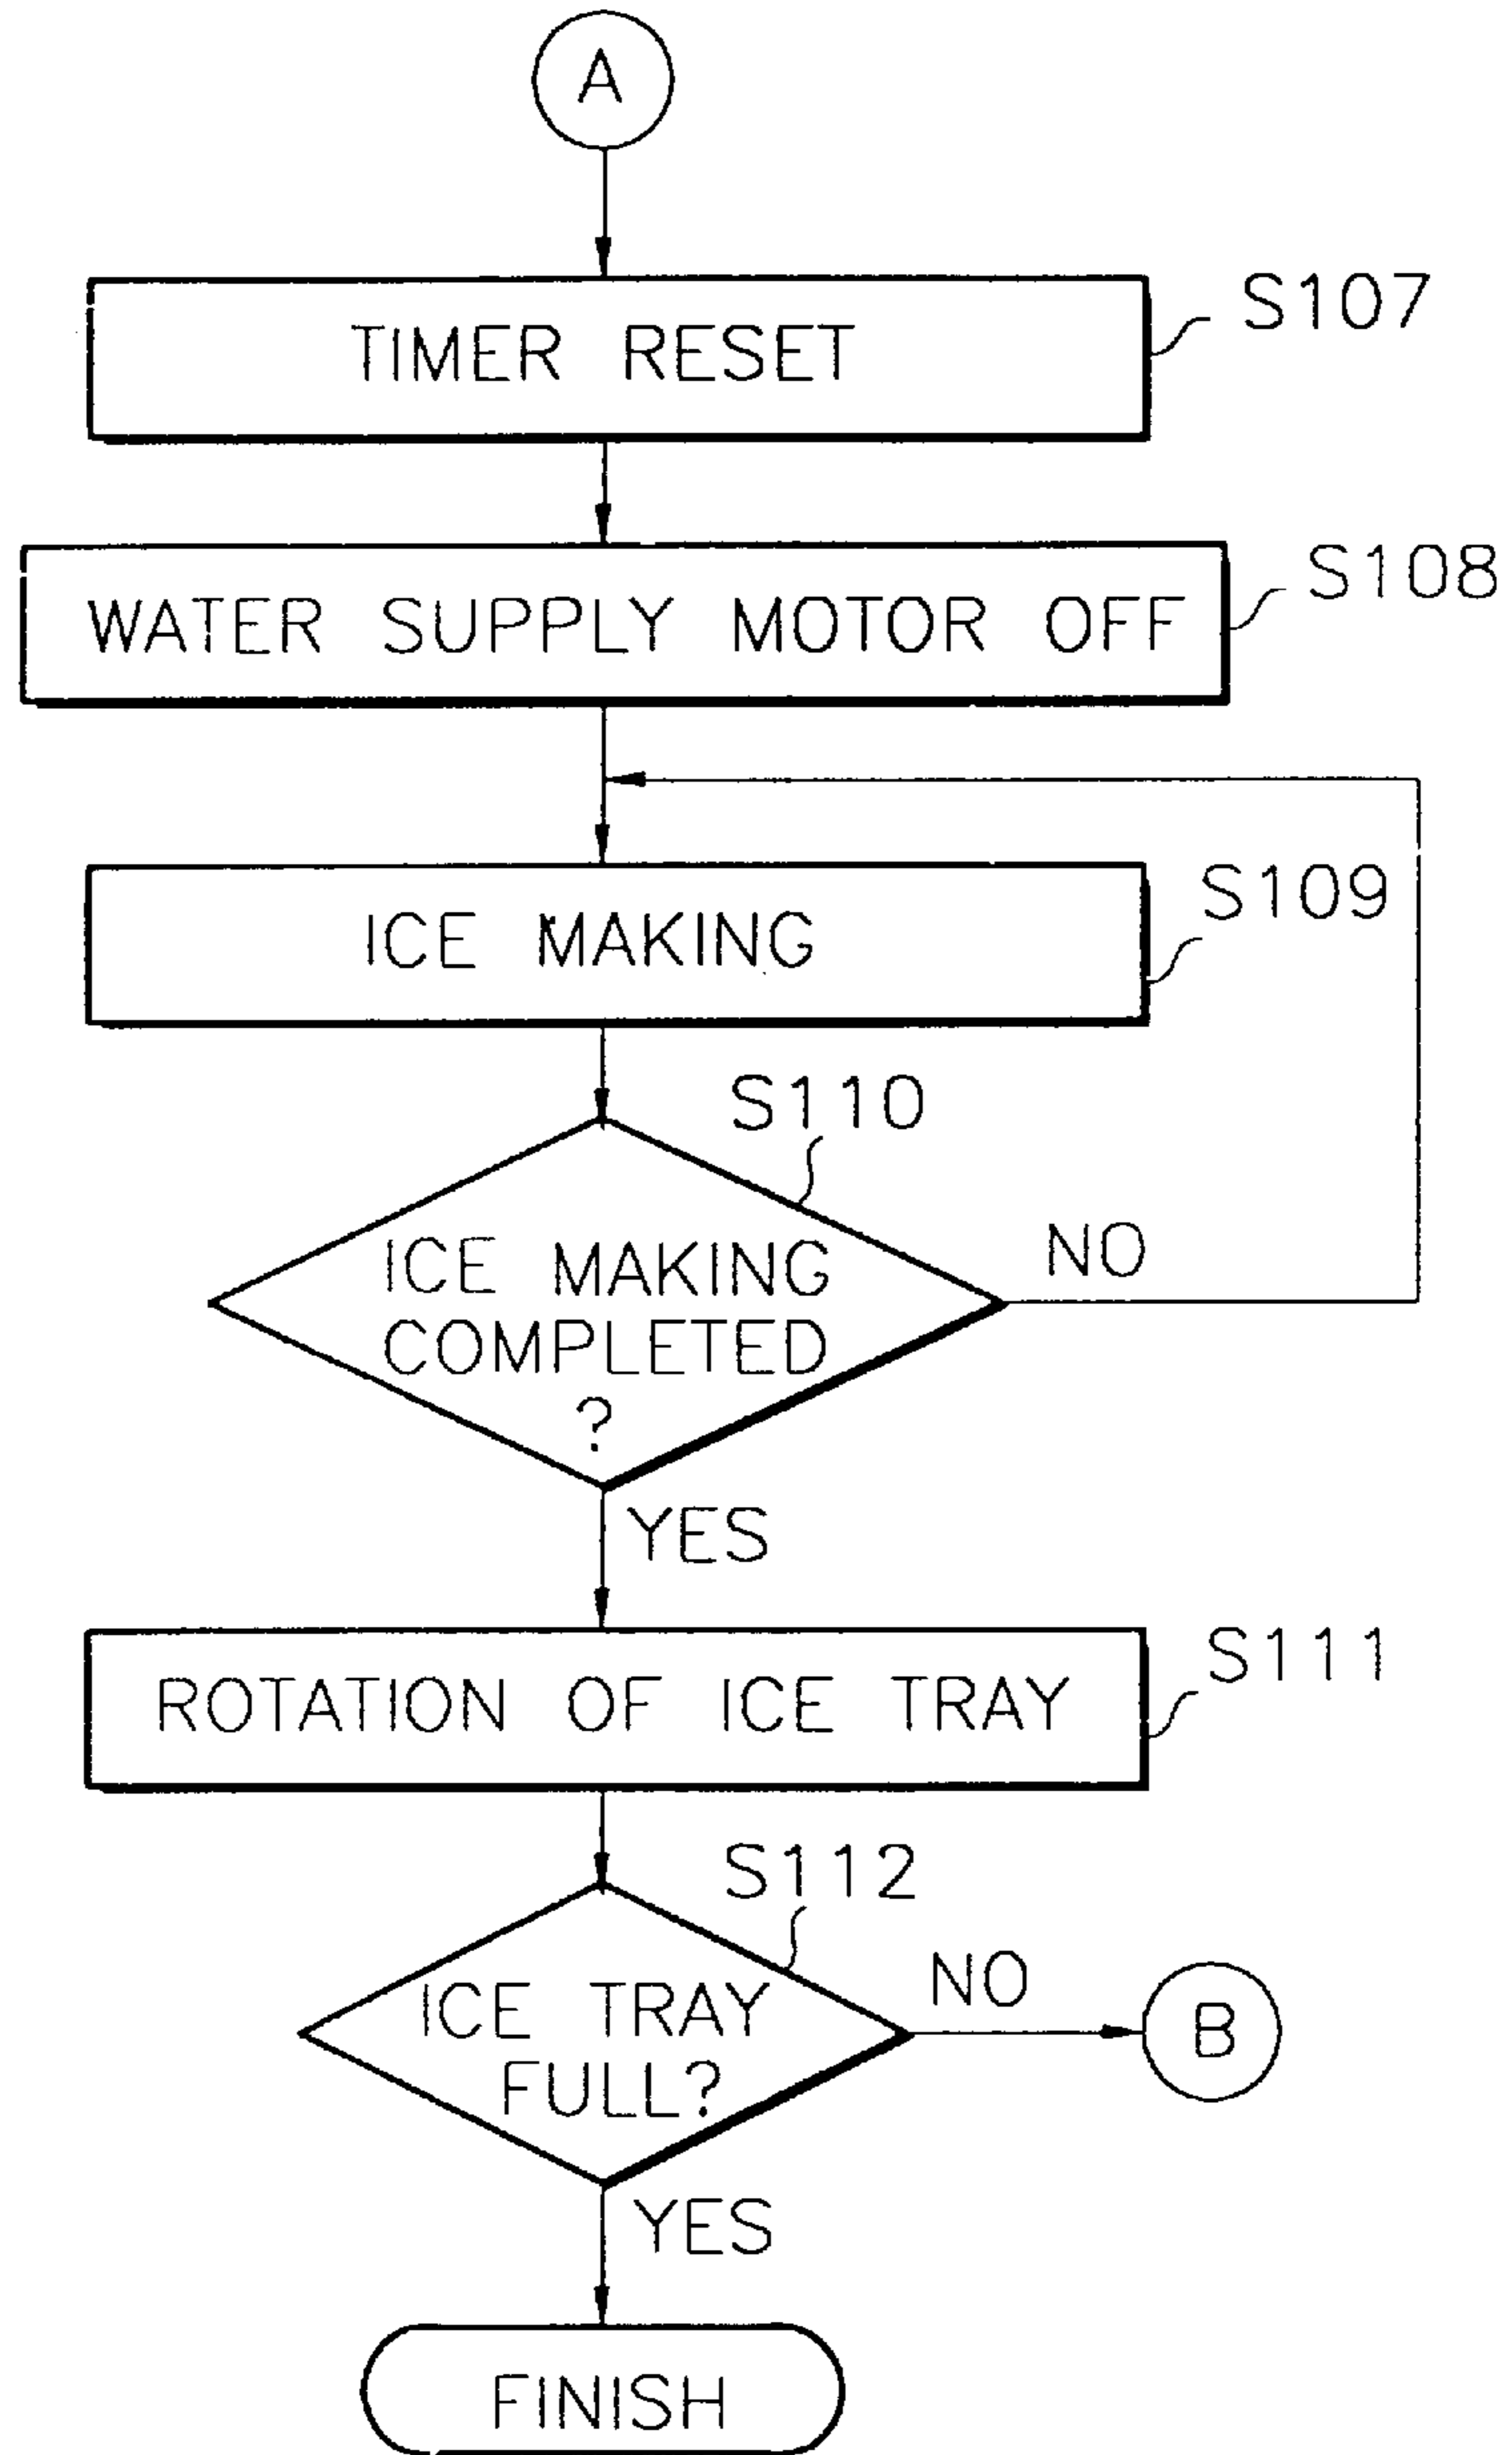 A
TIMER RESET
S107
WATER SUPPLY MOTOR OFF
S108
ICE MAKING
S109
S110
ICE MAKING
COMPLETED
?
NO
YES
ROTATION OF ICE TRAY
S111
S112
ICE TRAY
FULL?
NO
B
YES
FINISH